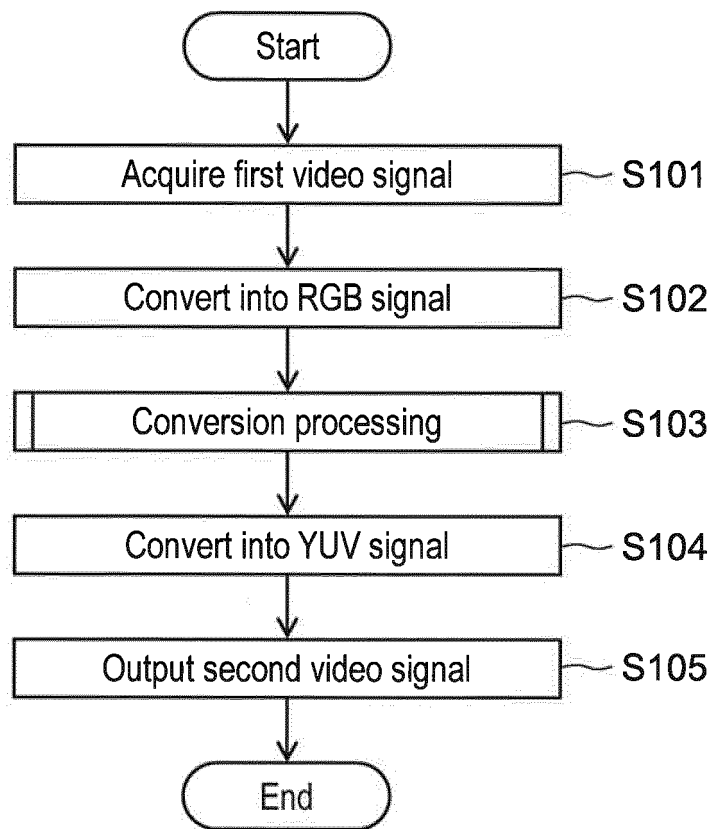 Start
Acquire first video signal S101
Convert into RGB signal S102
Conversion processing S103
Convert into YUV signal S104
Output second video signal S105
End